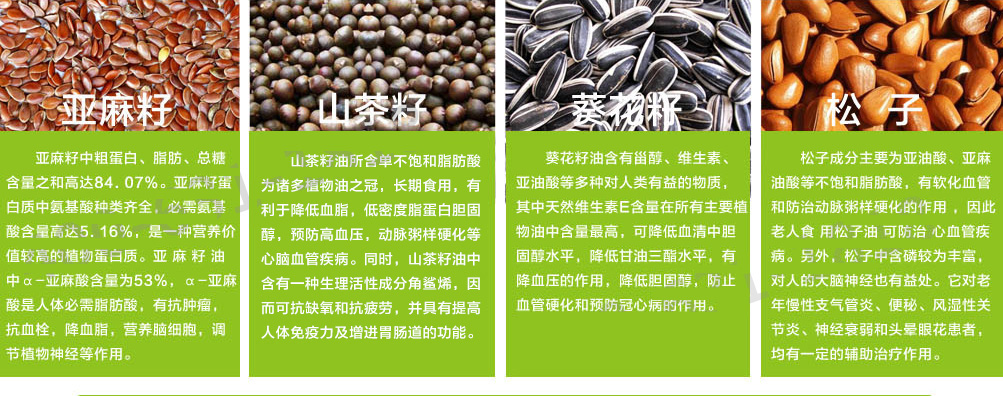 亚麻籽
亚麻籽中粗蛋白、脂肪、总糖
含量之和高达84.07%。亚麻籽蛋
白质中氨基酸种类齐全，必需氨基
酸含量高达5.16%，是一种营养价
值较高的植物蛋白质。亚 麻 籽 油
中α-亚麻酸含量为53%，α-亚麻
酸是人体必需脂肪酸，有抗肿瘤，
抗血栓，降血脂，营养脑细胞，调
节植物神经等作用。
山茶籽
山茶籽油所含单不饱和脂肪酸
为诸多植物油之冠，长期食用，有
利于降低血脂，低密度脂蛋白胆固
醇，预防高血压，动脉粥样硬化等
心脑血管疾病。同时，山茶籽油中
含有一种生理活性成分角鲨烯，因
而可抗缺氧和抗疲劳，并具有提高
人体免疫力及增进胃肠道的功能。
葵花籽
葵花籽油含有甾醇、维生素、
亚油酸等多种对人类有益的物质，
其中天然维生素E含量在所有主要植
物油中含量最高，可降低血清中胆
固醇水平，降低甘油三酯水平，有
降血压的作用，降低胆固醇，防止
血管硬化和预防冠心病的作用。
松 子
松子成分主要为亚油酸、亚麻
油酸等不饱和脂肪酸，有软化血管
和防治动脉粥样硬化的作用 ，因此
老人食 用松子油 可防治 心血管疾
病。另外，松子中含磷较为丰富，
对人的大脑神经也有益处。它对老
年慢性支气管炎、便秘、风湿性关
节炎、神经衰弱和头晕眼花患者，
均有一定的辅助治疗作用。